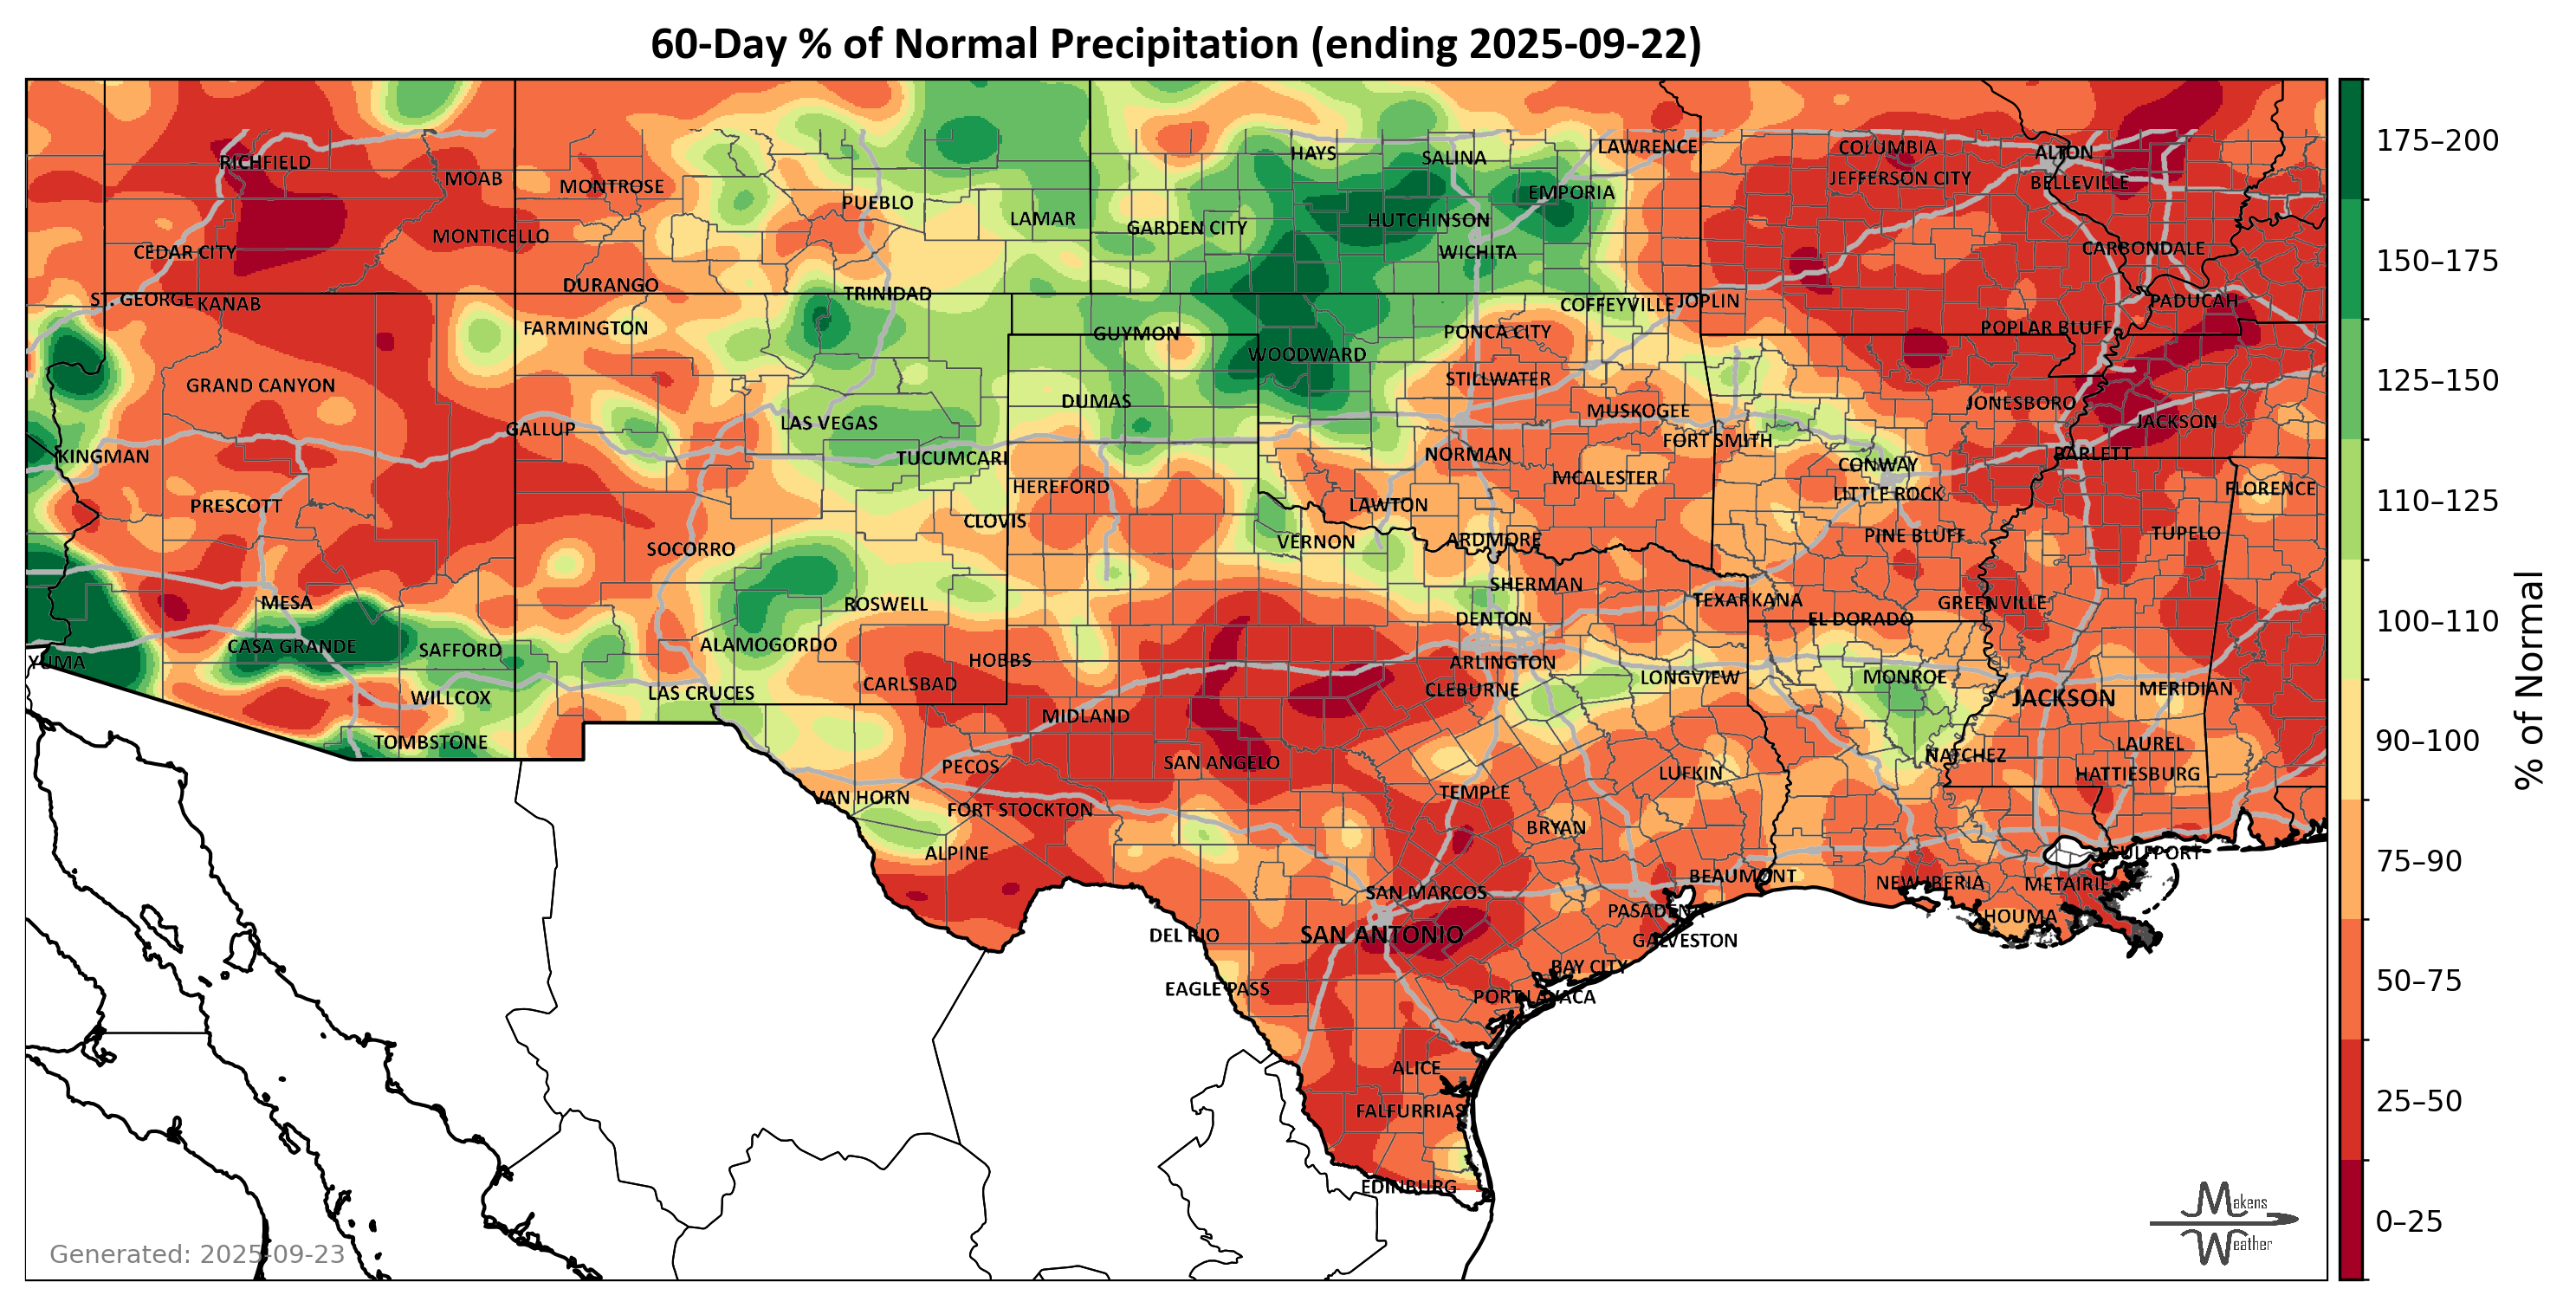 60-Day % of Normal Precipitation (ending 2025-09-22)
HAYS
SALINA
LAWRENCE
COLUMBIA
ALTON
RICHFIELD
MOAB
MONTROSE
PUEBLO
EMPORIA
JEFFERSON CITY
BELLEVILLE
LAMAR
GARDEN CITY
HUTCHINSON
MONTICELLO
CEDAR CITY
WICHITA
CARBONDALE
DURANGO
TRINIDAD
ST. GEORGE
KANAB
COFFEYVILLE
JOPLIN
PADUCAH
FARMINGTON
GUYMON
PONCA CITY
POPLAR BLUFF
WOODWARD
GRAND CANYON
STILLWATER
DUMAS
MUSKOGEE
JONESBORO
JACKSON
GALLUP
LAS VEGAS
FORT SMITH
KINGMAN
TUCUMCARI
NORMAN
BARLETT
CONWAY
HEREFORD
MCALESTER
LITTLE ROCK
FLORENCE
PRESCOTT
LAWTON
CLOVIS
VERNON
ARDMORE
PINE BLUFF
TUPELO
SOCORRO
SHERMAN
MESA
ROSWELL
TEXARKANA
GREENVILLE
DENTON
EL DORADO
CASA GRANDE
SAFFORD
ALAMOGORDO
YUMA
HOBBS
ARLINGTON
CARLSBAD
CLEBURNE
LONGVIEW
MONROE
WILLCOX
LAS CRUCES
JACKSON
MERIDIAN
MIDLAND
TOMBSTONE
LAUREL
NATCHEZ
PECOS
SAN ANGELO
LUFKIN
HATTIESBURG
VAN HORN
FORT STOCKTON
TEMPLE
BRYAN
ALPINE
GULFPORT
SAN MARCOS
BEAUMONT
NEW IBERIA
METAIRIE
PASADENA
HOUMA
DEL RIO
SAN ANTONIO
GALVESTON
BAY CITY
EAGLE PASS
PORT LAVACA
ALICE
FALFURRIAS
EDINBURG
Generated: 2025-09-23
Makens
Weather
175–200
150–175
125–150
110–125
100–110
90–100
75–90
50–75
25–50
0–25
% of Normal